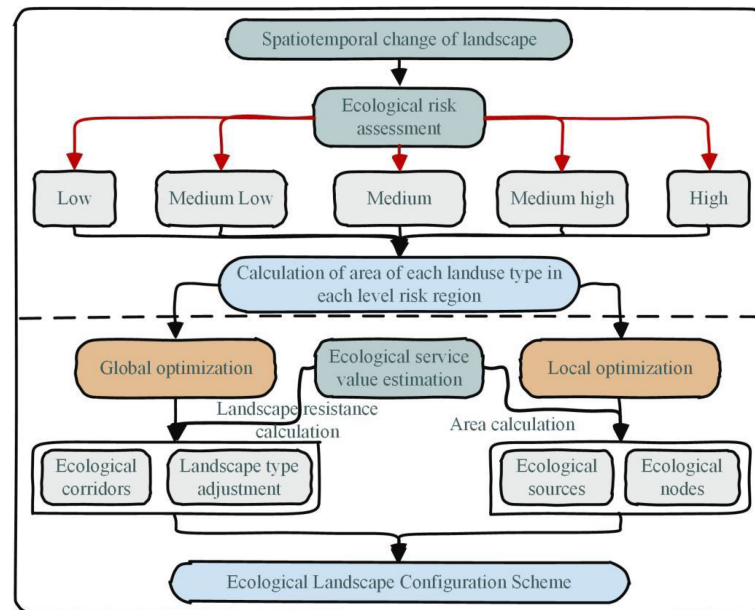 Spatiotemporal change of landscape
Ecological risk
assessment
Low
Medium Low
Medium
Medium high
High
Calculation of area of each landuse type in
each level risk region
Global optimization
Ecological service
value estimation
Local optimization
Landscape resistance
calculation
Area calculation
Ecological
corridors
Landscape type
adjustment
Ecological
sources
Ecological
nodes
Ecological Landscape Configuration Scheme